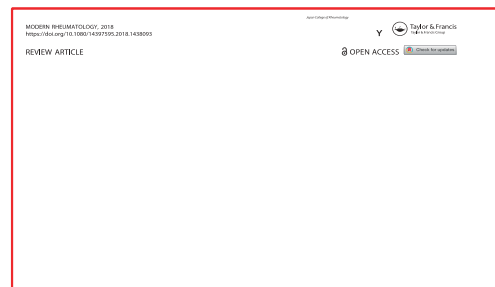 Japan College of Rheumatology
MODERN RHEUMATOLOGY, 2018
https://doi.org/10.1080/14397595.2018.1438093
Y
Taylor & Francis
Taylor & Francis Group
REVIEW ARTICLE
OPEN ACCESS
Check for updates